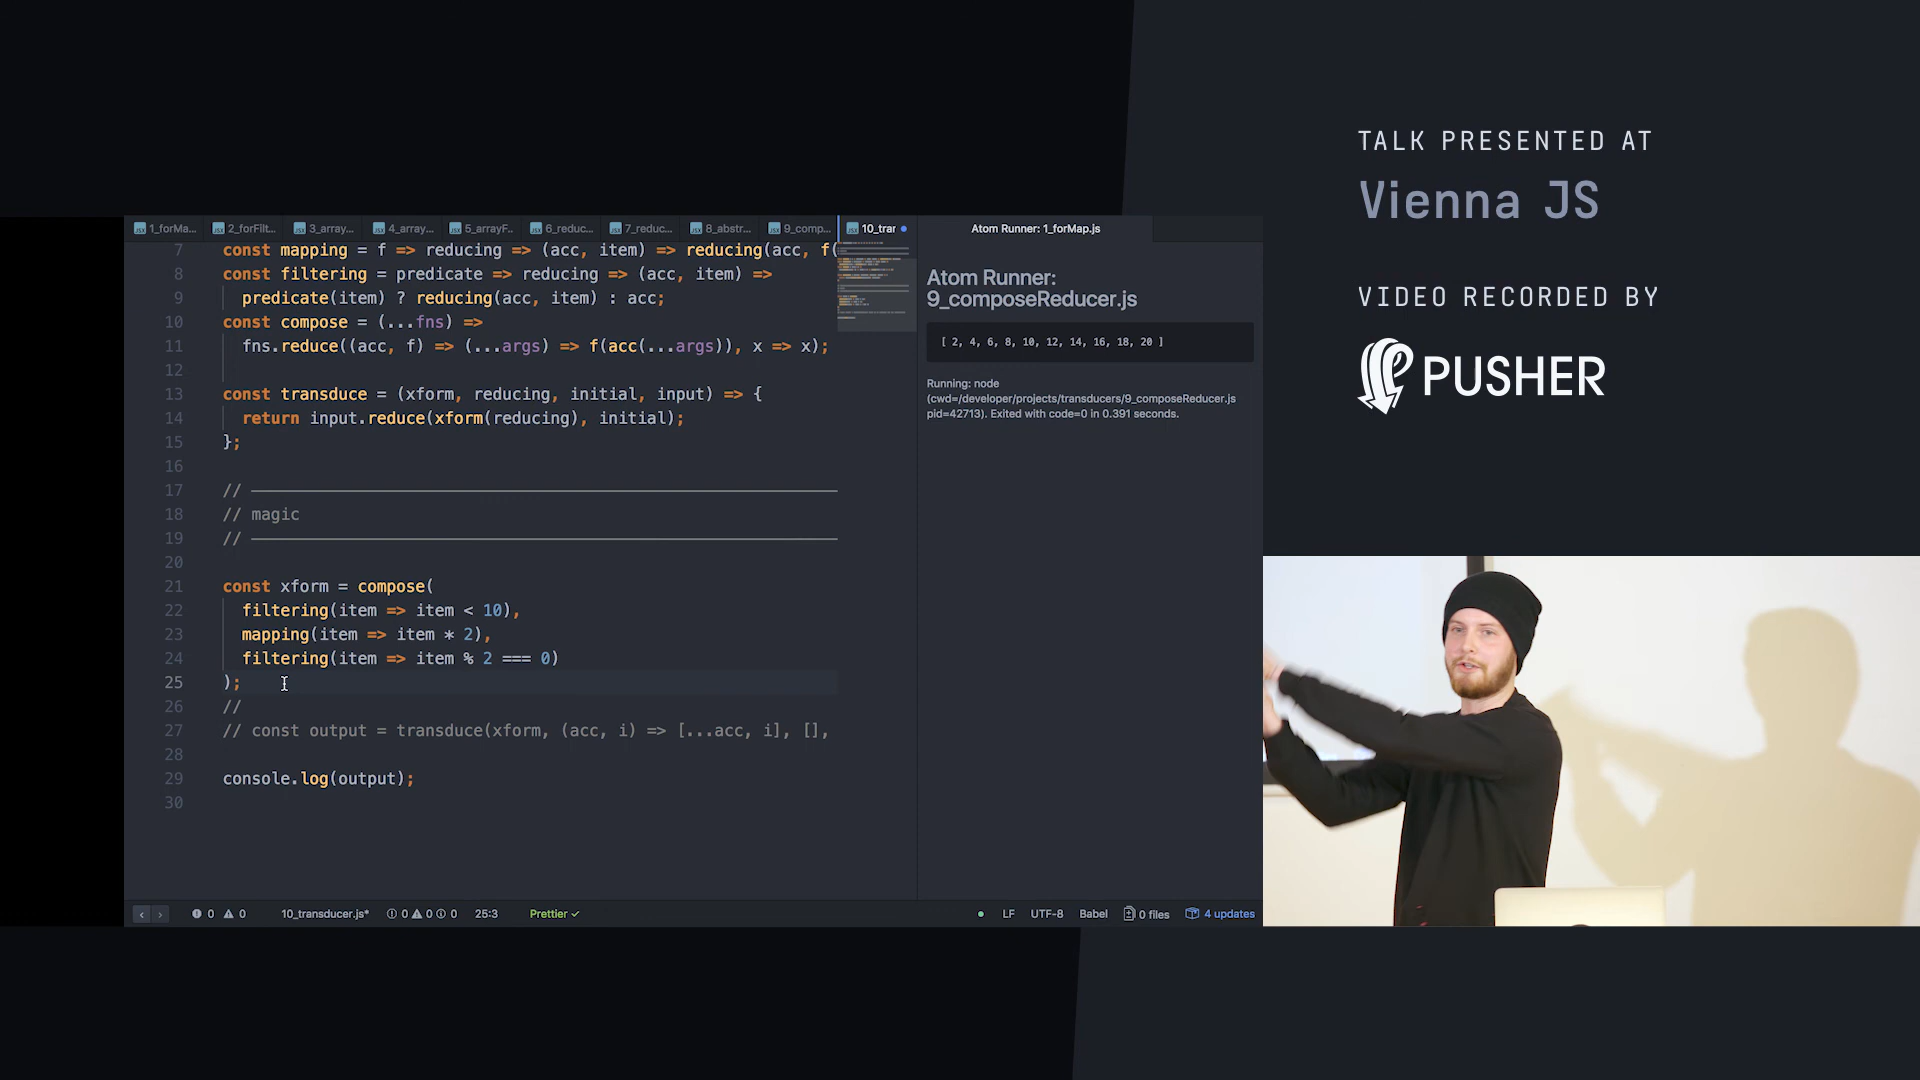 1_forMa...
2_forFilt...
3_array...
4_array...
5_arrayF...
6_reduc...
7_reduc...
8_abstr...
9_comp...
10_trar
Atom Runner: 1_forMap.js
7 const mapping = f => reducing => (acc, item) => reducing(acc, f(
8 const filtering = predicate => reducing => (acc, item) =>
9 predicate(item) ? reducing(acc, item) : acc;
10 const compose = (...fns) =>
11 fns.reduce((acc, f) => (...args) => f(acc(...args)), x => x);
12
13 const transduce = (xform, reducing, initial, input) => {
14 return input.reduce(xform(reducing), initial);
15 };
16
17 // ————————————————
18 // magic
19 // ————————————————
20
21 const xform = compose(
22 filtering(item => item < 10),
23 mapping(item => item * 2),
24 filtering(item => item % 2 === 0)
25 );
26 //
27 // const output = transduce(xform, (acc, i) => [...acc, i], [],
28
29 console.log(output);
30
Atom Runner:
9_composeReducer.js
[ 2, 4, 6, 8, 10, 12, 14, 16, 18, 20 ]
Running: node
(cwd=/developer/projects/transducers/9_composeReducer.js
pid=42713). Exited with code=0 in 0.391 seconds.
0 0 10_transducer.js* 0 0 0 25:3 Prettier ✓ LF UTF-8 Babel 0 files 4 updates
TALK PRESENTED AT
Vienna JS
VIDEO RECORDED BY
PUSHER